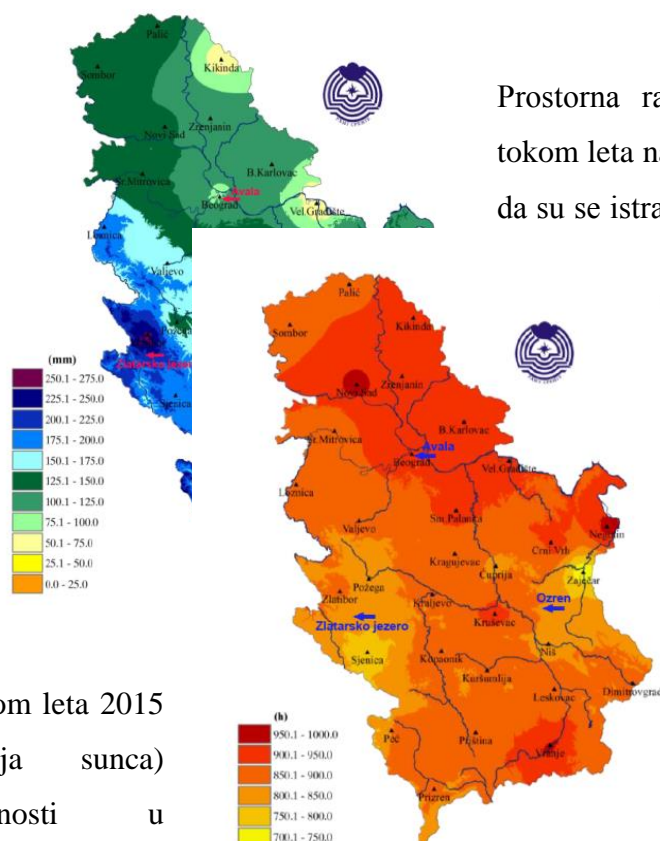 Palić
Sombor
Kikinda
Novi Sad
Zrenjanin
Sr.Mitrovica
B.Karlovac
Avala
Beograd
Vel.Gradište
Loznica
Valjevo
Zlatarsko jezero
Sjenica
(mm)
250.1 - 275.0
225.1 - 250.0
200.1 - 225.0
175.1 - 200.0
150.1 - 175.0
125.1 - 150.0
100.1 - 125.0
75.1 - 100.0
50.1 - 75.0
25.1 - 50.0
0.0 - 25.0
Prostorna ra
tokom leta na
da su se istra
Palić
Sombor
Kikinda
Novi Sad
Zrenjanin
Sr.Mitrovica
B.Karlovac
Avala
Beograd
Vel.Gradište
Loznica
Sm.Palanka
Negotin
Valjevo
Crni Vrh
Kragujevac
Ćuprija
Zaječar
Požega
Zlatibor
Kraljevo
Ozren
Zlatarsko jezero
Kruševac
Sjenica
Kopaonik
Niš
Kuršumlija
Dimitrovgrad
Leskovac
Peć
Priština
Vranje
Prizren
(h)
950.1 - 1000.0
900.1 - 950.0
850.1 - 900.0
800.1 - 850.0
750.1 - 800.0
700.1 - 750.0
om leta 2015
ja sunca)
nosti u